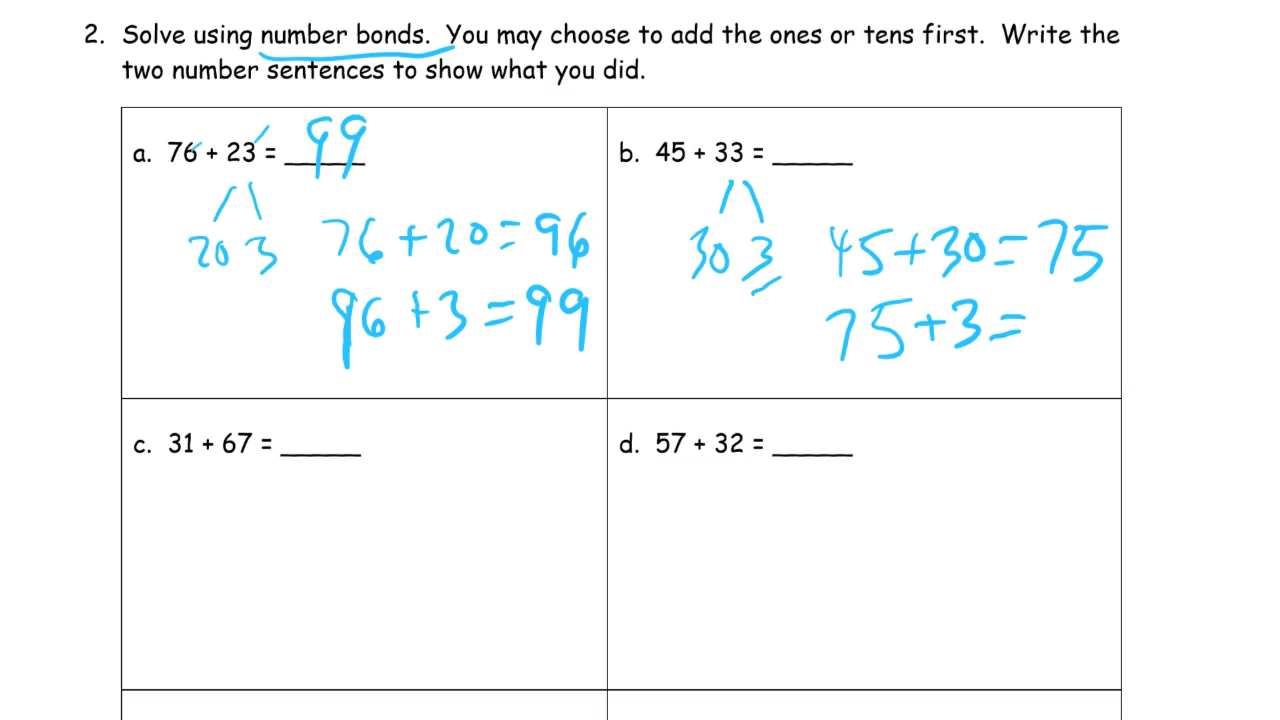 2. Solve using number bonds. You may choose to add the ones or tens first. Write the
two number sentences to show what you did.
a. 76 + 23 = 99
20 3 76 + 20 = 96
96 + 3 = 99
b. 45 + 33 = ______
30 3 45 + 30 = 75
75 + 3 =
c. 31 + 67 = ______
d. 57 + 32 = ______